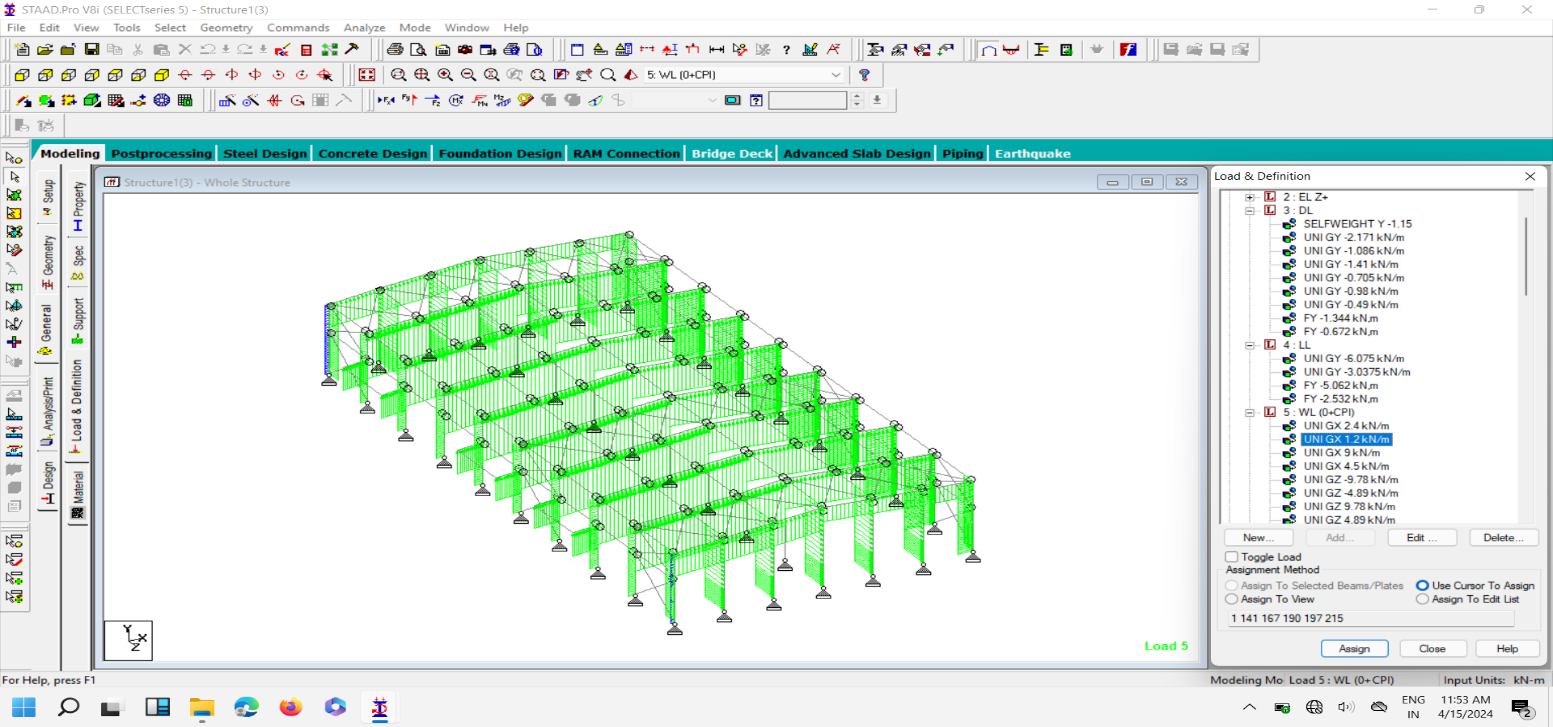 STAAD.Pro V8i (SELECTseries 5) - Structure1(3)
File Edit View Tools Select Geometry Commands Analyze Mode Window Help
5: WL (0+CPI)
Modeling Postprocessing Steel Design Concrete Design Foundation Design RAM Connection Bridge Deck Advanced Slab Design Piping Earthquake
Setup
Geometry
General
Analysis/Print
Design
Property
Spec
Support
Load & Definition
Material
Structure1(3) - Whole Structure
Y
X
Z
Load 5
Load & Definition
2 : EL Z+
3 : DL
SELFWEIGHT Y -1.15
UNI GY -2.171 kN/m
UNI GY -1.086 kN/m
UNI GY -1.41 kN/m
UNI GY -0.705 kN/m
UNI GY -0.98 kN/m
UNI GY -0.49 kN/m
FY -1.344 kN,m
FY -0.672 kN,m
4 : LL
UNI GY -6.075 kN/m
UNI GY -3.0375 kN/m
FY -5.062 kN,m
FY -2.532 kN,m
5 : WL (0+CPI)
UNI GX 2.4 kN/m
UNI GX 1.2 kN/m
UNI GX 9 kN/m
UNI GX 4.5 kN/m
UNI GZ -9.78 kN/m
UNI GZ -4.89 kN/m
UNI GZ 9.78 kN/m
UNI GZ 4.89 kN/m
New... Add... Edit ... Delete...
Toggle Load
Assignment Method
Assign To Selected Beams/Plates Use Cursor To Assign
Assign To View Assign To Edit List
1 141 167 190 197 215
Assign Close Help
For Help, press F1
Modeling Mo Load 5 : WL (0+CPI) Input Units: kN-m
ENG
IN
11:53 AM
4/15/2024
2